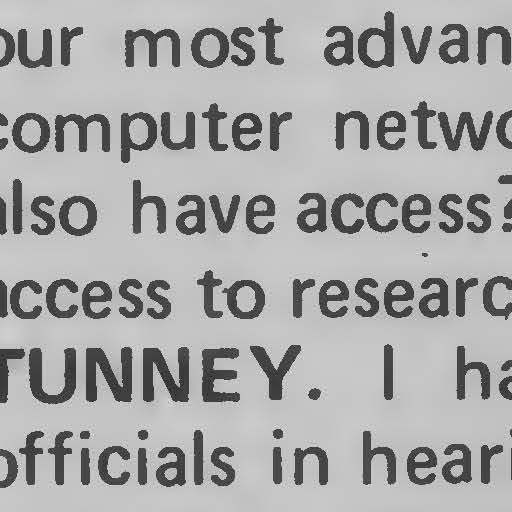 our most advan
computer netwo
also have access?
access to researc
TUNNEY. I ha
officials in heari